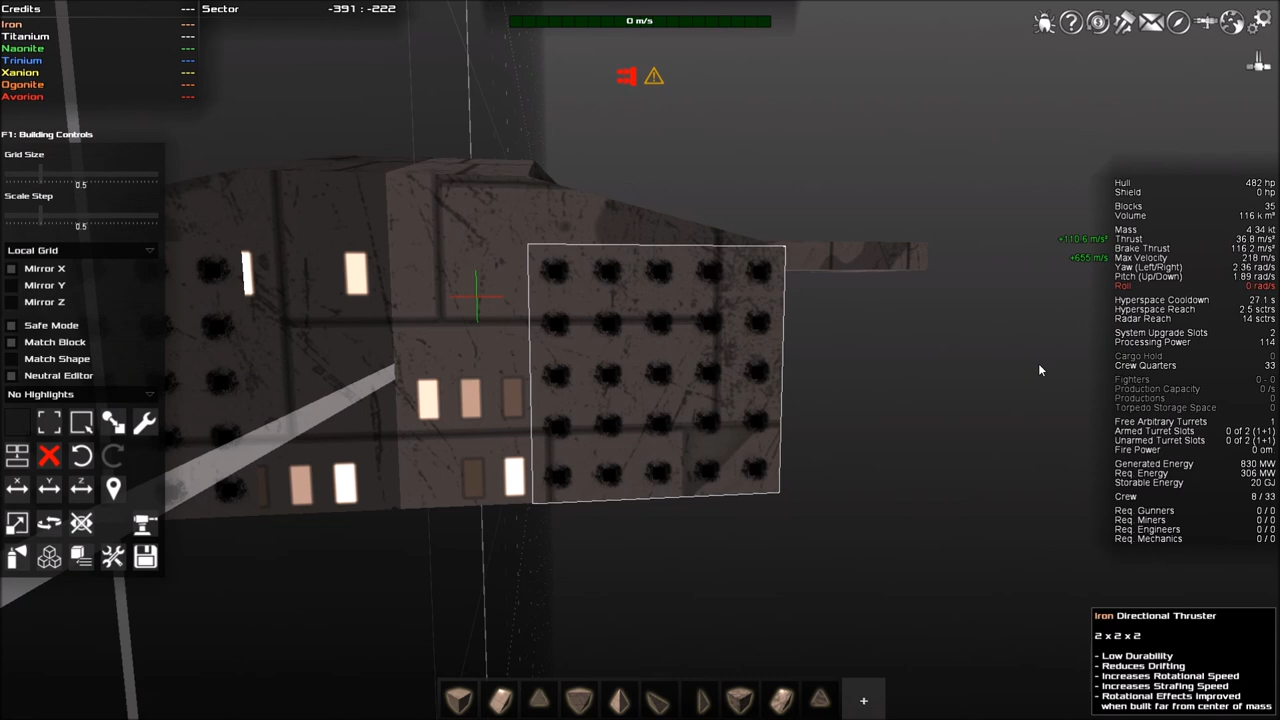 Credits ---
Sector -391 : -222
0 m/s
Iron ---
Titanium ---
Naonite ---
Trinium ---
Xanion ---
Ogonite ---
Avorion ---
F1: Building Controls
Grid Size
0.5
Scale Step
0.5
Local Grid
Mirror X
Mirror Y
Mirror Z
Safe Mode
Match Block
Match Shape
Neutral Editor
No Highlights
X Y Z
Hull 482 hp
Shield 0 hp
Blocks 35
Volume 116 k m³
Mass 4.34 kt
+110.6 m/s² Thrust 36.8 m/s²
Brake Thrust 116.2 m/s²
+655 m/s Max Velocity 218 m/s
Yaw (Left/Right) 2.36 rad/s
Pitch (Up/Down) 1.89 rad/s
Roll 0 rad/s
Hyperspace Cooldown 27.1 s
Hyperspace Reach 2.5 sctrs
Radar Reach 14 sctrs
System Upgrade Slots 2
Processing Power 114
Cargo Hold 0
Crew Quarters 33
Fighters 0 - 0
Production Capacity 0 /s
Productions 0
Torpedo Storage Space 0
Free Arbitrary Turrets 1
Armed Turret Slots 0 of 2 (1+1)
Unarmed Turret Slots 0 of 2 (1+1)
Fire Power 0 om.
Generated Energy 830 MW
Req. Energy 306 MW
Storable Energy 20 GJ
Crew 8 / 33
Req. Gunners 0 / 0
Req. Miners 0 / 0
Req. Engineers 0 / 0
Req. Mechanics 0 / 0
Iron Directional Thruster
2 x 2 x 2
- Low Durability
- Reduces Drifting
- Increases Rotational Speed
- Increases Strafing Speed
- Rotational Effects improved
when built far from center of mass